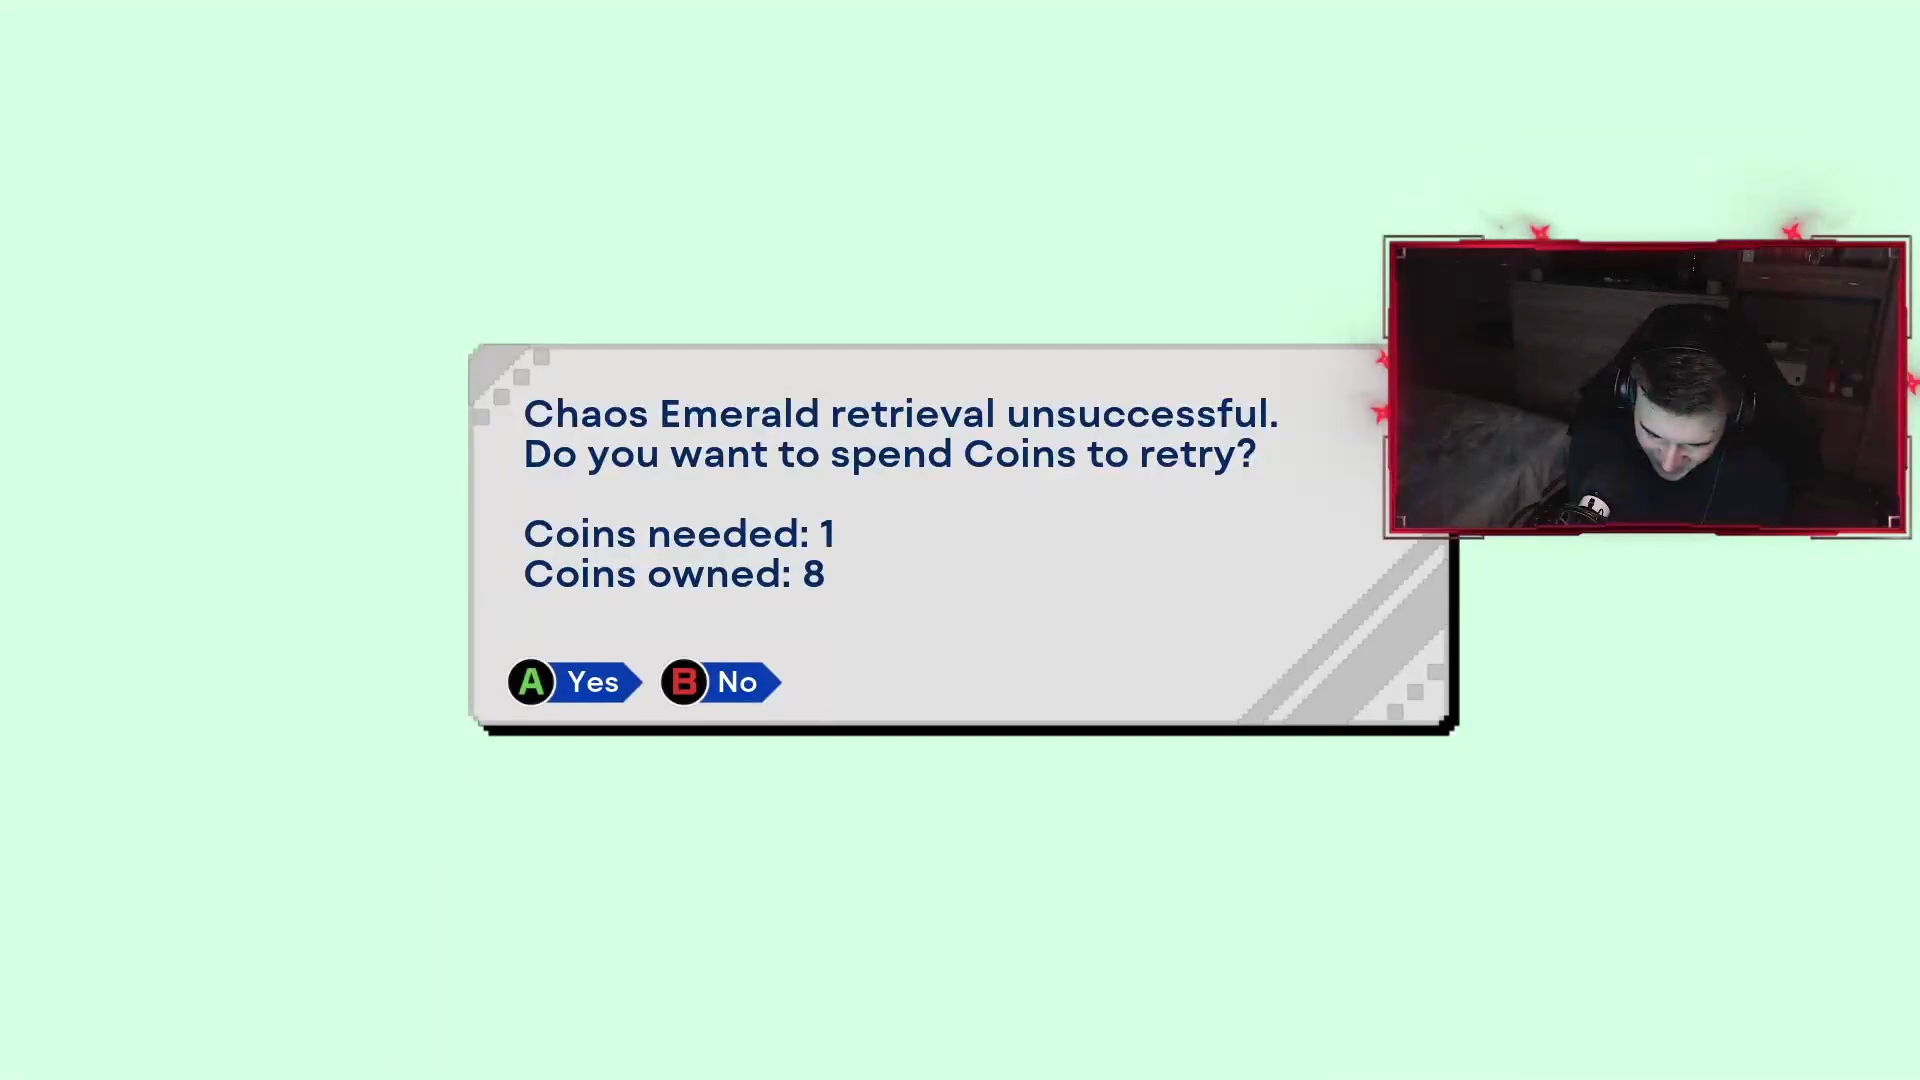 Chaos Emerald retrieval unsuccessful.
Do you want to spend Coins to retry?
Coins needed: 1
Coins owned: 8
A Yes B No